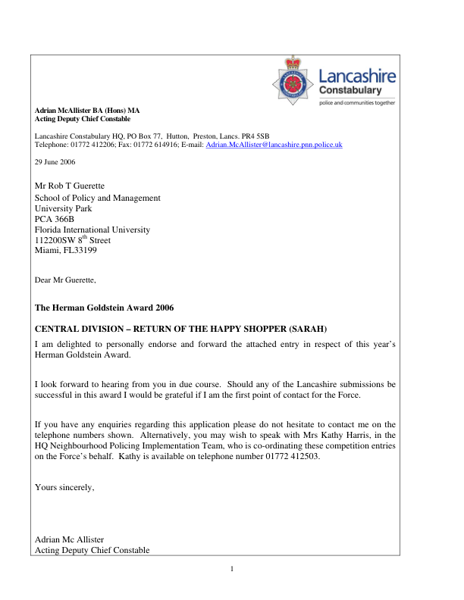 Lancashire
Constabulary
police and communities together
Adrian McAllister BA (Hons) MA
Acting Deputy Chief Constable
Lancashire Constabulary HQ, PO Box 77, Hutton, Preston, Lancs. PR4 5SB
Telephone: 01772 412206; Fax: 01772 614916; E-mail: Adrian.McAllister@lancashire.pnn.police.uk
29 June 2006
Mr Rob T Guerette
School of Policy and Management
University Park
PCA 366B
Florida International University
112200SW 8th Street
Miami, FL33199
Dear Mr Guerette,
The Herman Goldstein Award 2006
CENTRAL DIVISION – RETURN OF THE HAPPY SHOPPER (SARAH)
I am delighted to personally endorse and forward the attached entry in respect of this year's
Herman Goldstein Award.
I look forward to hearing from you in due course. Should any of the Lancashire submissions be
successful in this award I would be grateful if I am the first point of contact for the Force.
If you have any enquiries regarding this application please do not hesitate to contact me on the
telephone numbers shown. Alternatively, you may wish to speak with Mrs Kathy Harris, in the
HQ Neighbourhood Policing Implementation Team, who is co-ordinating these competition entries
on the Force's behalf. Kathy is available on telephone number 01772 412503.
Yours sincerely,
Adrian Mc Allister
Acting Deputy Chief Constable
1